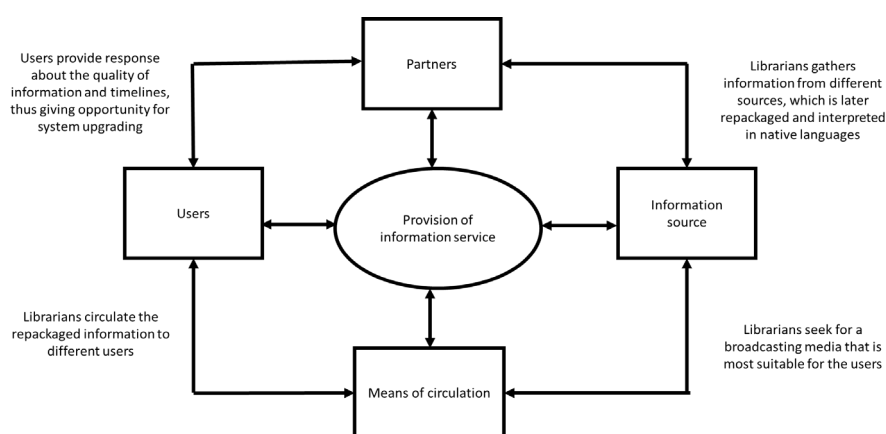 Users provide response
about the quality of
information and timelines,
thus giving opportunity for
system upgrading
Partners
Librarians gathers
information from different
sources, which is later
repackaged and interpreted
in native languages
Users
Provision of
information service
Information
source
Librarians circulate the
repackaged information to
different users
Means of circulation
Librarians seek for a
broadcasting media that is
most suitable for the users